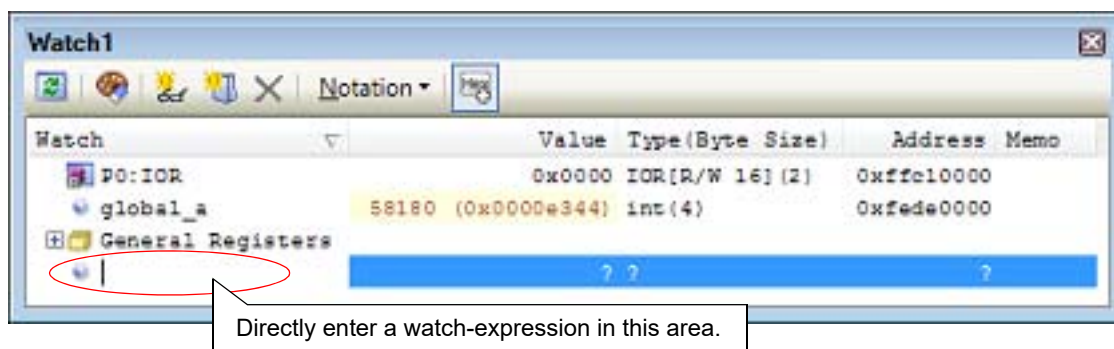 Watch1
Notation
Hex
Watch Value Type(Byte Size) Address Memo
P0:IOR 0x0000 IOR[R/W 16](2) 0xffc10000
global_a 58180 (0x0000e344) int(4) 0xfede0000
General Registers
? ? ?
Directly enter a watch-expression in this area.